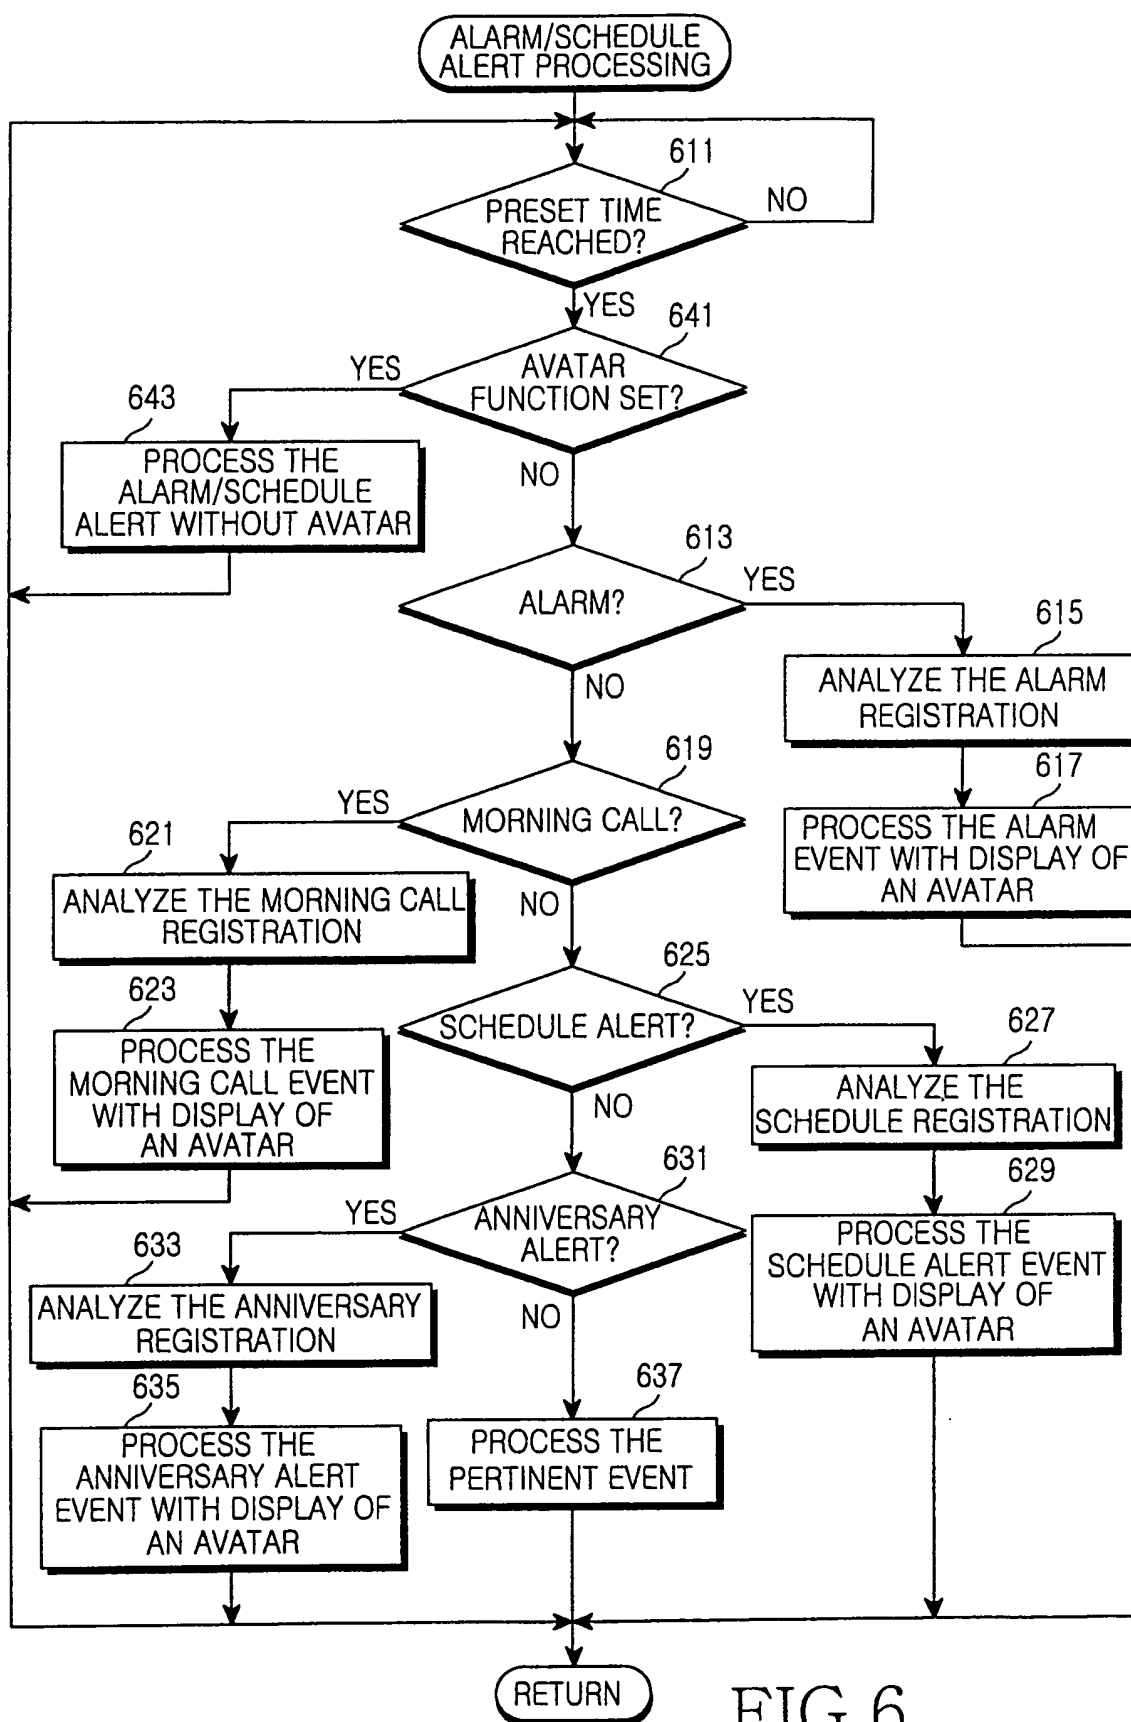 ALARM/SCHEDULE
ALERT PROCESSING
611
PRESET TIME
REACHED?
NO
YES
641
AVATAR
FUNCTION SET?
YES
643
PROCESS THE
ALARM/SCHEDULE
ALERT WITHOUT AVATAR
NO
613
ALARM?
YES
615
ANALYZE THE ALARM
REGISTRATION
NO
617
PROCESS THE ALARM
EVENT WITH DISPLAY OF
AN AVATAR
619
MORNING CALL?
YES
621
ANALYZE THE MORNING CALL
REGISTRATION
NO
623
PROCESS THE
MORNING CALL EVENT
WITH DISPLAY OF
AN AVATAR
625
SCHEDULE ALERT?
YES
627
ANALYZE THE
SCHEDULE REGISTRATION
NO
629
PROCESS THE
SCHEDULE ALERT EVENT
WITH DISPLAY OF
AN AVATAR
631
ANNIVERSARY
ALERT?
YES
633
ANALYZE THE ANNIVERSARY
REGISTRATION
NO
635
PROCESS THE
ANNIVERSARY ALERT
EVENT WITH DISPLAY OF
AN AVATAR
637
PROCESS THE
PERTINENT EVENT
RETURN
FIG.6